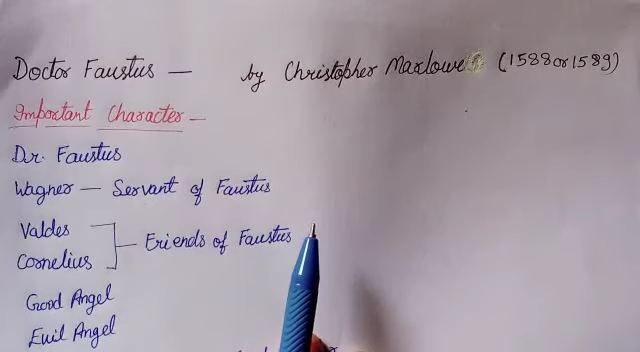 Doctor Faustus — by Christopher Marlowe (1588 or 1589)
Important Character —
Dr. Faustus
Wagner — Servant of Faustus
Valdes
Cornelius
Friends of Faustus
Good Angel
Evil Angel